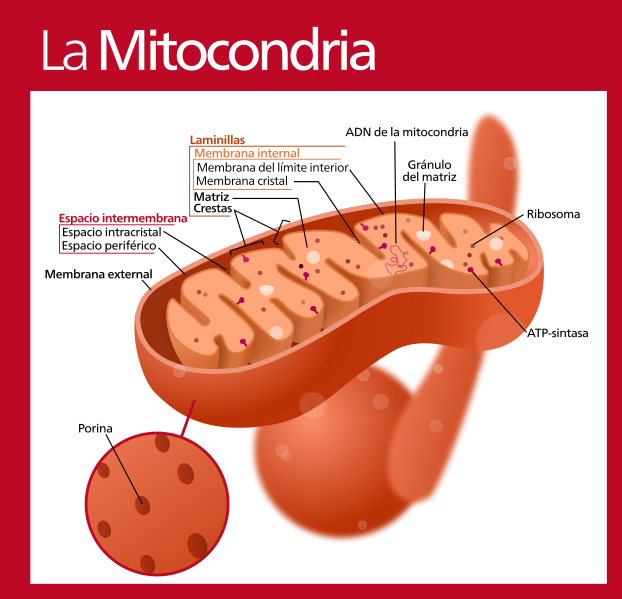 La Mitocondria
Laminillas
Membrana internal
Membrana del límite interior
Membrana cristal
Matriz
Crestas
ADN de la mitocondria
Gránulo
del matriz
Ribosoma
ATP-sintasa
Espacio intermembrana
Espacio intracristal
Espacio periférico
Membrana external
Porina